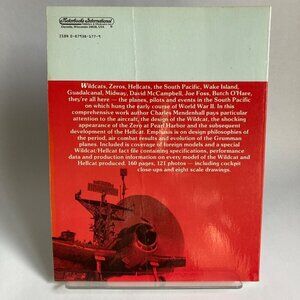 Motorbooks International
Osceola, Wisconsin 54020, USA
ISBN 0-87938-177-9
Wildcats, Zeros, Hellcats, the South Pacific, Wake Island,
Guadalcanal, Midway, David McCampbell, Joe Foss, Butch O'Hare,
they're all here — the planes, pilots and events in the South Pacific
on which hung the early course of World War II. In this
comprehensive work author Charles Mendenhall pays particular
attention to the aircraft, the design of the Wildcat, the shocking
appearance of the Zero at Pearl Harbor and the subsequent
development of the Hellcat. Emphasis is on design philosophies of
the period, air combat results and evolution of the Grumman
planes. Included is coverage of foreign models and a special
Wildcat/Hellcat fact file containing specifications, performance
data and production information on every model of the Wildcat and
Hellcat produced. 160 pages, 121 photos — including cockpit
close-ups and eight scale drawings.